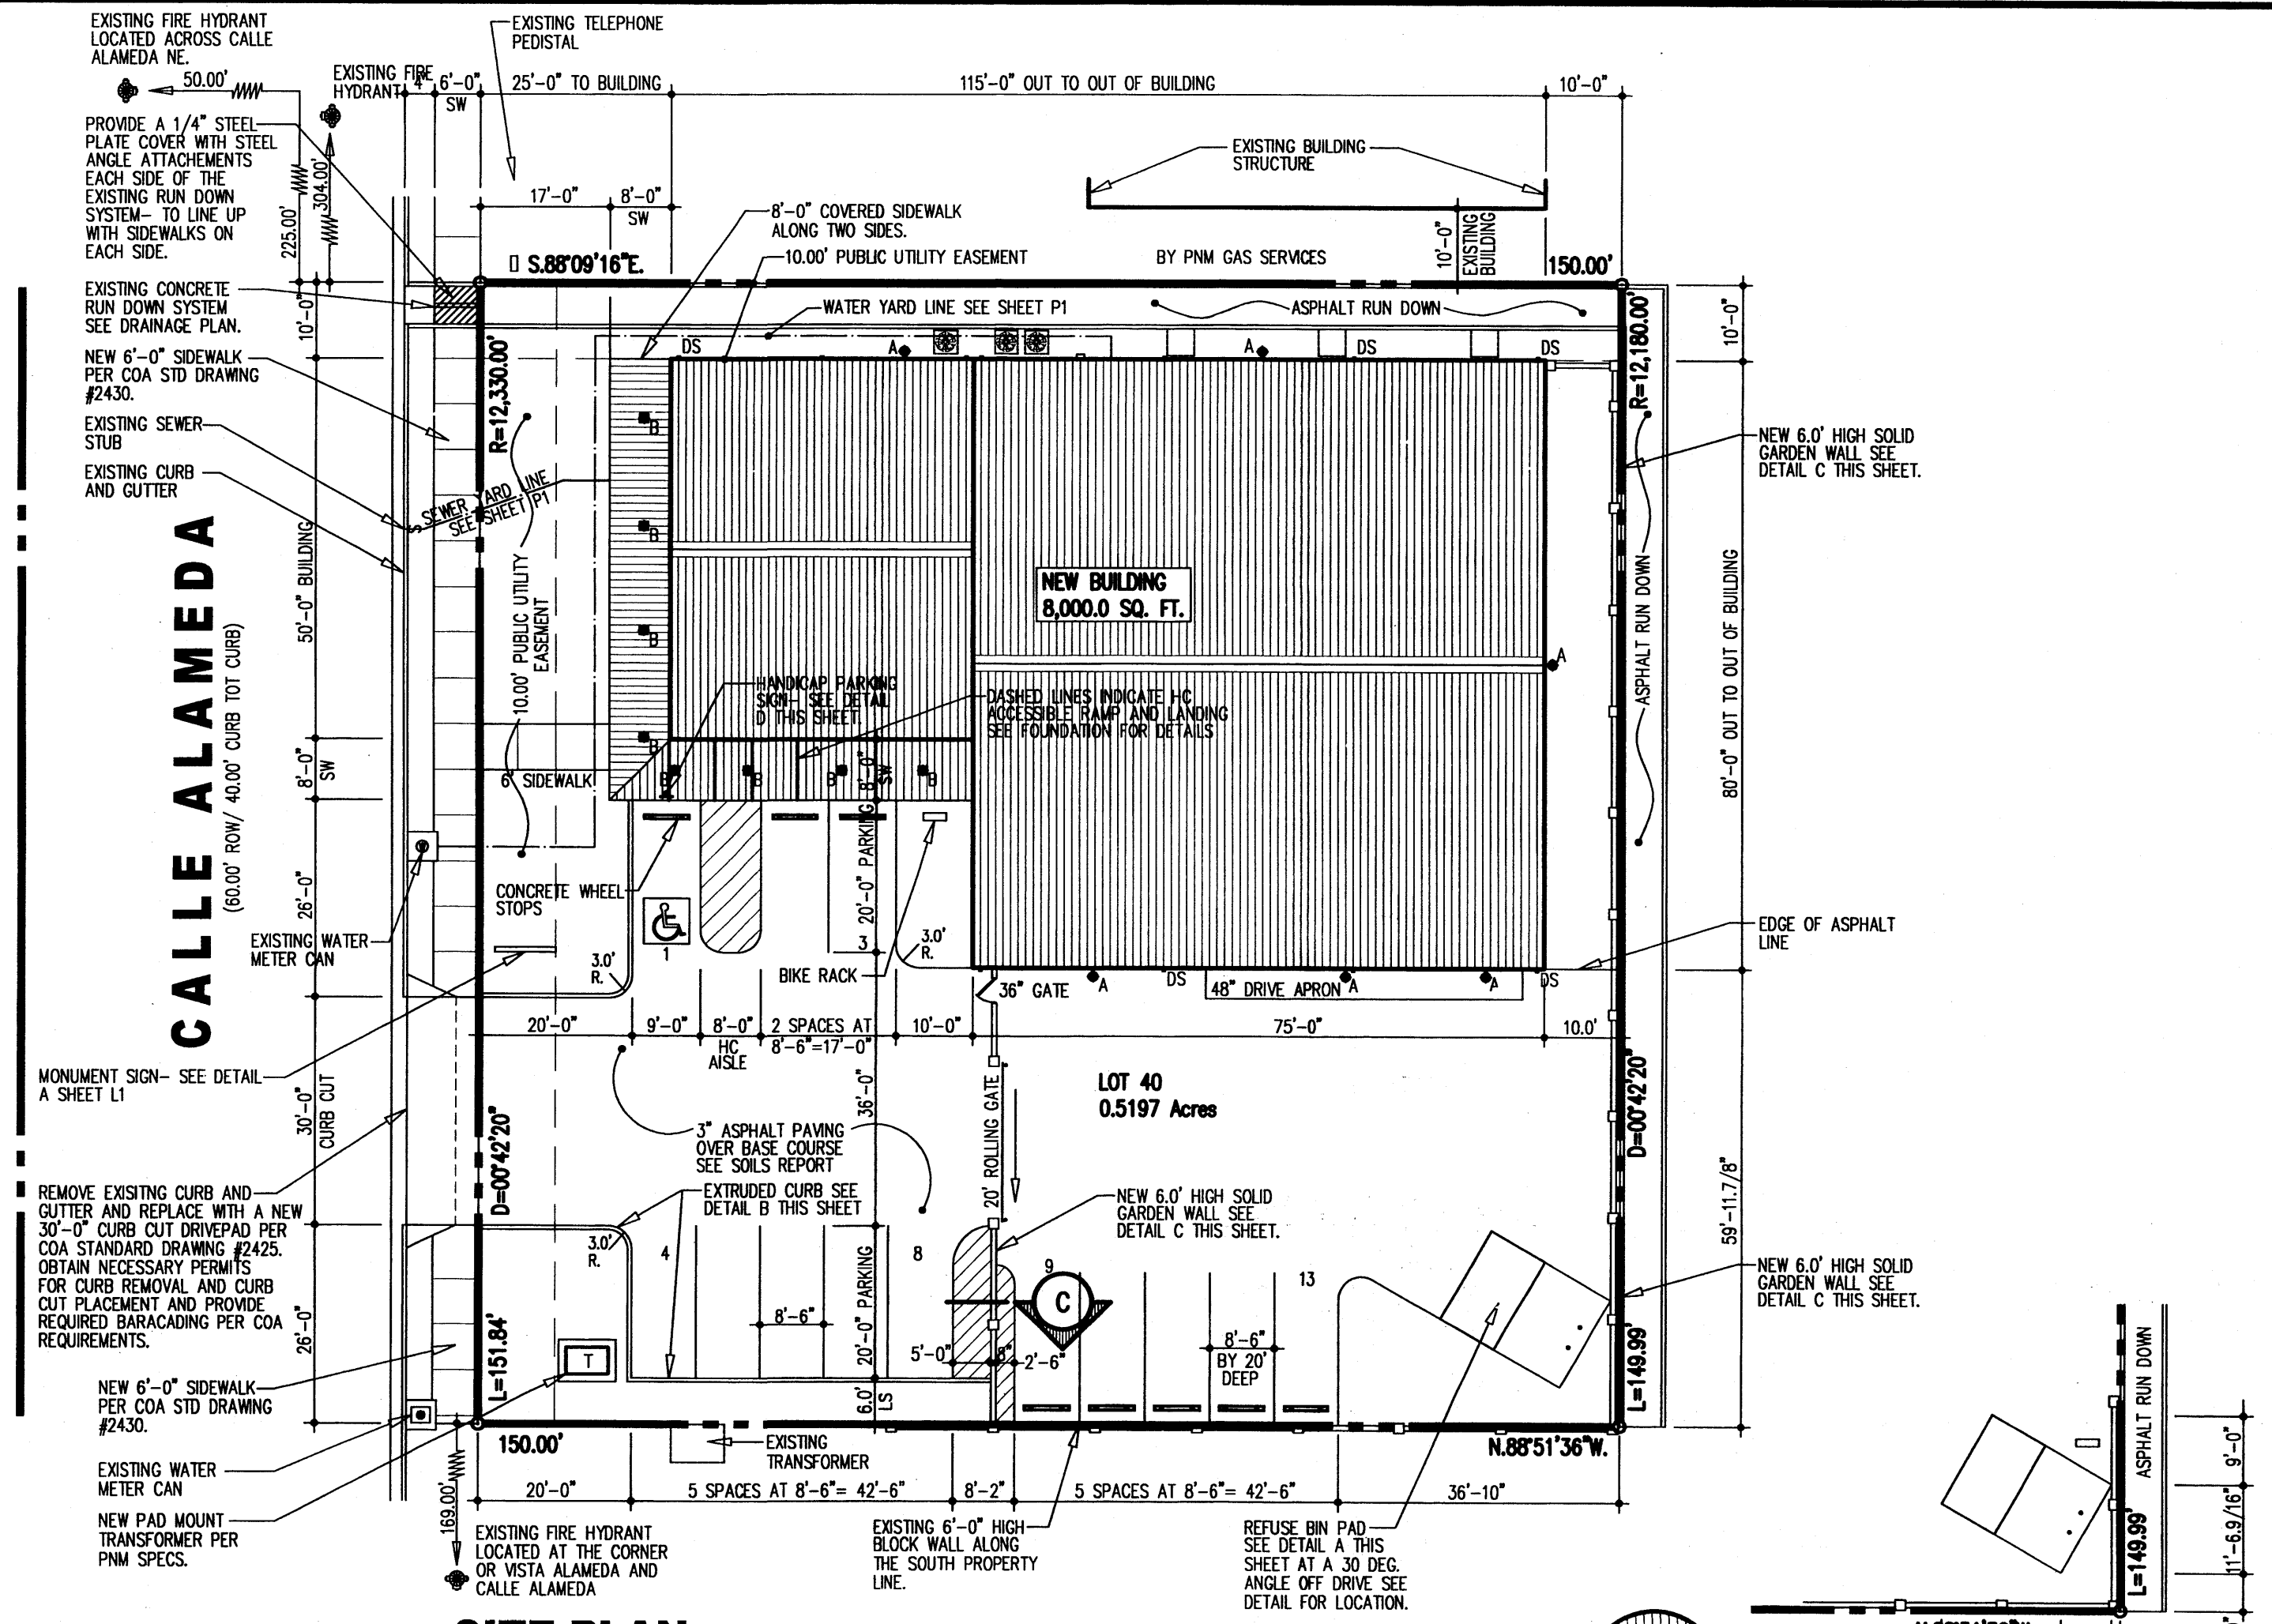 EXISTING FIRE HYDRANT
LOCATED ACROSS CALLE
ALAMEDA NE.
50.00'
EXISTING FIRE
HYDRANT
4'
6'-0"
SW
EXISTING TELEPHONE
PEDISTAL
25'-0" TO BUILDING
115'-0" OUT TO OUT OF BUILDING
10'-0"
PROVIDE A 1/4" STEEL
PLATE COVER WITH STEEL
ANGLE ATTACHEMENTS
EACH SIDE OF THE
EXISTING RUN DOWN
SYSTEM- TO LINE UP
WITH SIDEWALKS ON
EACH SIDE.
225.00'
304.00'
17'-0"
8'-0"
SW
EXISTING BUILDING
STRUCTURE
8'-0" COVERED SIDEWALK
ALONG TWO SIDES.
10.00' PUBLIC UTILITY EASEMENT
BY PNM GAS SERVICES
10'-0"
EXISTING
BUILDING
150.00'
S.88°09'16"E.
EXISTING CONCRETE
RUN DOWN SYSTEM
SEE DRAINAGE PLAN.
10'-0"
WATER YARD LINE SEE SHEET P1
ASPHALT RUN DOWN
R=12,180.00'
10'-0"
NEW 6'-0" SIDEWALK
PER COA STD DRAWING
#2430.
R=12,330.00'
DS
A
A
DS
DS
EXISTING SEWER
STUB
EXISTING CURB
AND GUTTER
B
NEW 6.0' HIGH SOLID
GARDEN WALL SEE
DETAIL C THIS SHEET.
S
SEWER YARD LINE
SEE SHEET P1
B
CALLE ALAMEDA
(60.00' ROW/ 40.00' CURB TOT CURB)
50'-0" BUILDING
10.00' PUBLIC UTILITY
EASEMENT
B
NEW BUILDING
8,000.0 SQ. FT.
ASPHALT RUN DOWN
80'-0" OUT TO OUT OF BUILDING
A
HANDICAP PARKING
SIGN- SEE DETAIL
D THIS SHEET
DASHED LINES INDICATE HC
ACCESSIBLE RAMP AND LANDING
SEE FOUNDATION FOR DETAILS
B
8'-0"
SW
6' SIDEWALK
B
B
B
B
8'-0"
SW
26'-0"
CONCRETE WHEEL
STOPS
20'-0" PARKING
3
EXISTING WATER
METER CAN
1
3.0'
R.
BIKE RACK
3.0'
R.
EDGE OF ASPHALT
LINE
36" GATE
A
DS
48" DRIVE APRON
A
A
DS
20'-0"
9'-0"
8'-0"
HC
AISLE
2 SPACES AT
8'-6"=17'-0"
10'-0"
75'-0"
10.0'
MONUMENT SIGN- SEE DETAIL
A SHEET L1
30'-0"
CURB CUT
D=00°42'20"
36'-0"
LOT 40
0.5197 Acres
20' ROLLING GATE
D=00°42'20"
3" ASPHALT PAVING
OVER BASE COURSE
SEE SOILS REPORT
59'-11.7/8"
REMOVE EXISITNG CURB AND
GUTTER AND REPLACE WITH A NEW
30'-0" CURB CUT DRIVEPAD PER
COA STANDARD DRAWING #2425.
OBTAIN NECESSARY PERMITS
FOR CURB REMOVAL AND CURB
CUT PLACEMENT AND PROVIDE
REQUIRED BARACADING PER COA
REQUIREMENTS.
EXTRUDED CURB SEE
DETAIL B THIS SHEET
NEW 6.0' HIGH SOLID
GARDEN WALL SEE
DETAIL C THIS SHEET.
3.0'
R.
4
8
9
C
13
NEW 6.0' HIGH SOLID
GARDEN WALL SEE
DETAIL C THIS SHEET.
26'-0"
L=151.84'
T
8'-6"
20'-0" PARKING
5'-0"
8"
2'-6"
8'-6"
BY 20'
DEEP
L=149.99'
NEW 6'-0" SIDEWALK
PER COA STD DRAWING
#2430.
6.0'
LS
150.00'
EXISTING
TRANSFORMER
N.88°51'36"W.
EXISTING WATER
METER CAN
20'-0"
5 SPACES AT 8'-6"= 42'-6"
8'-2"
5 SPACES AT 8'-6"= 42'-6"
36'-10"
NEW PAD MOUNT
TRANSFORMER PER
PNM SPECS.
169.00'
EXISTING FIRE HYDRANT
LOCATED AT THE CORNER
OR VISTA ALAMEDA AND
CALLE ALAMEDA
EXISTING 6'-0" HIGH
BLOCK WALL ALONG
THE SOUTH PROPERTY
LINE.
REFUSE BIN PAD
SEE DETAIL A THIS
SHEET AT A 30 DEG.
ANGLE OFF DRIVE SEE
DETAIL FOR LOCATION.
ASPHALT RUN DOWN
9'-0"
11'-6.9/16"
L=149.99'
SITE PLAN